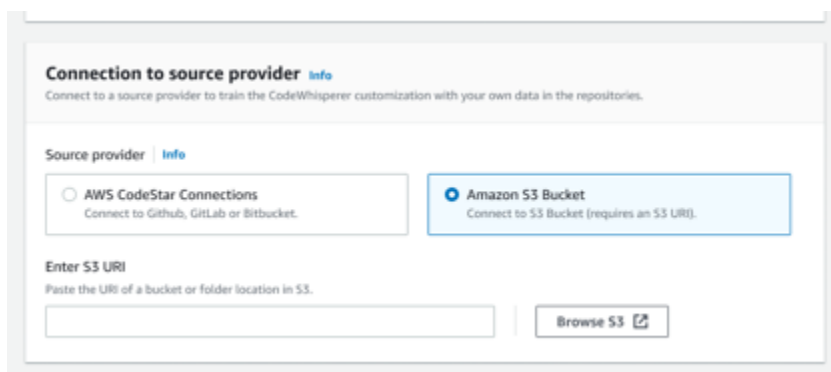 Connection to source provider Info
Connect to a source provider to train the CodeWhisperer customization with your own data in the repositories.
Source provider Info
AWS CodeStar Connections
Connect to Github, GitLab or Bitbucket.
Amazon S3 Bucket
Connect to S3 Bucket (requires an S3 URI).
Enter S3 URI
Paste the URI of a bucket or folder location in S3.
Browse S3